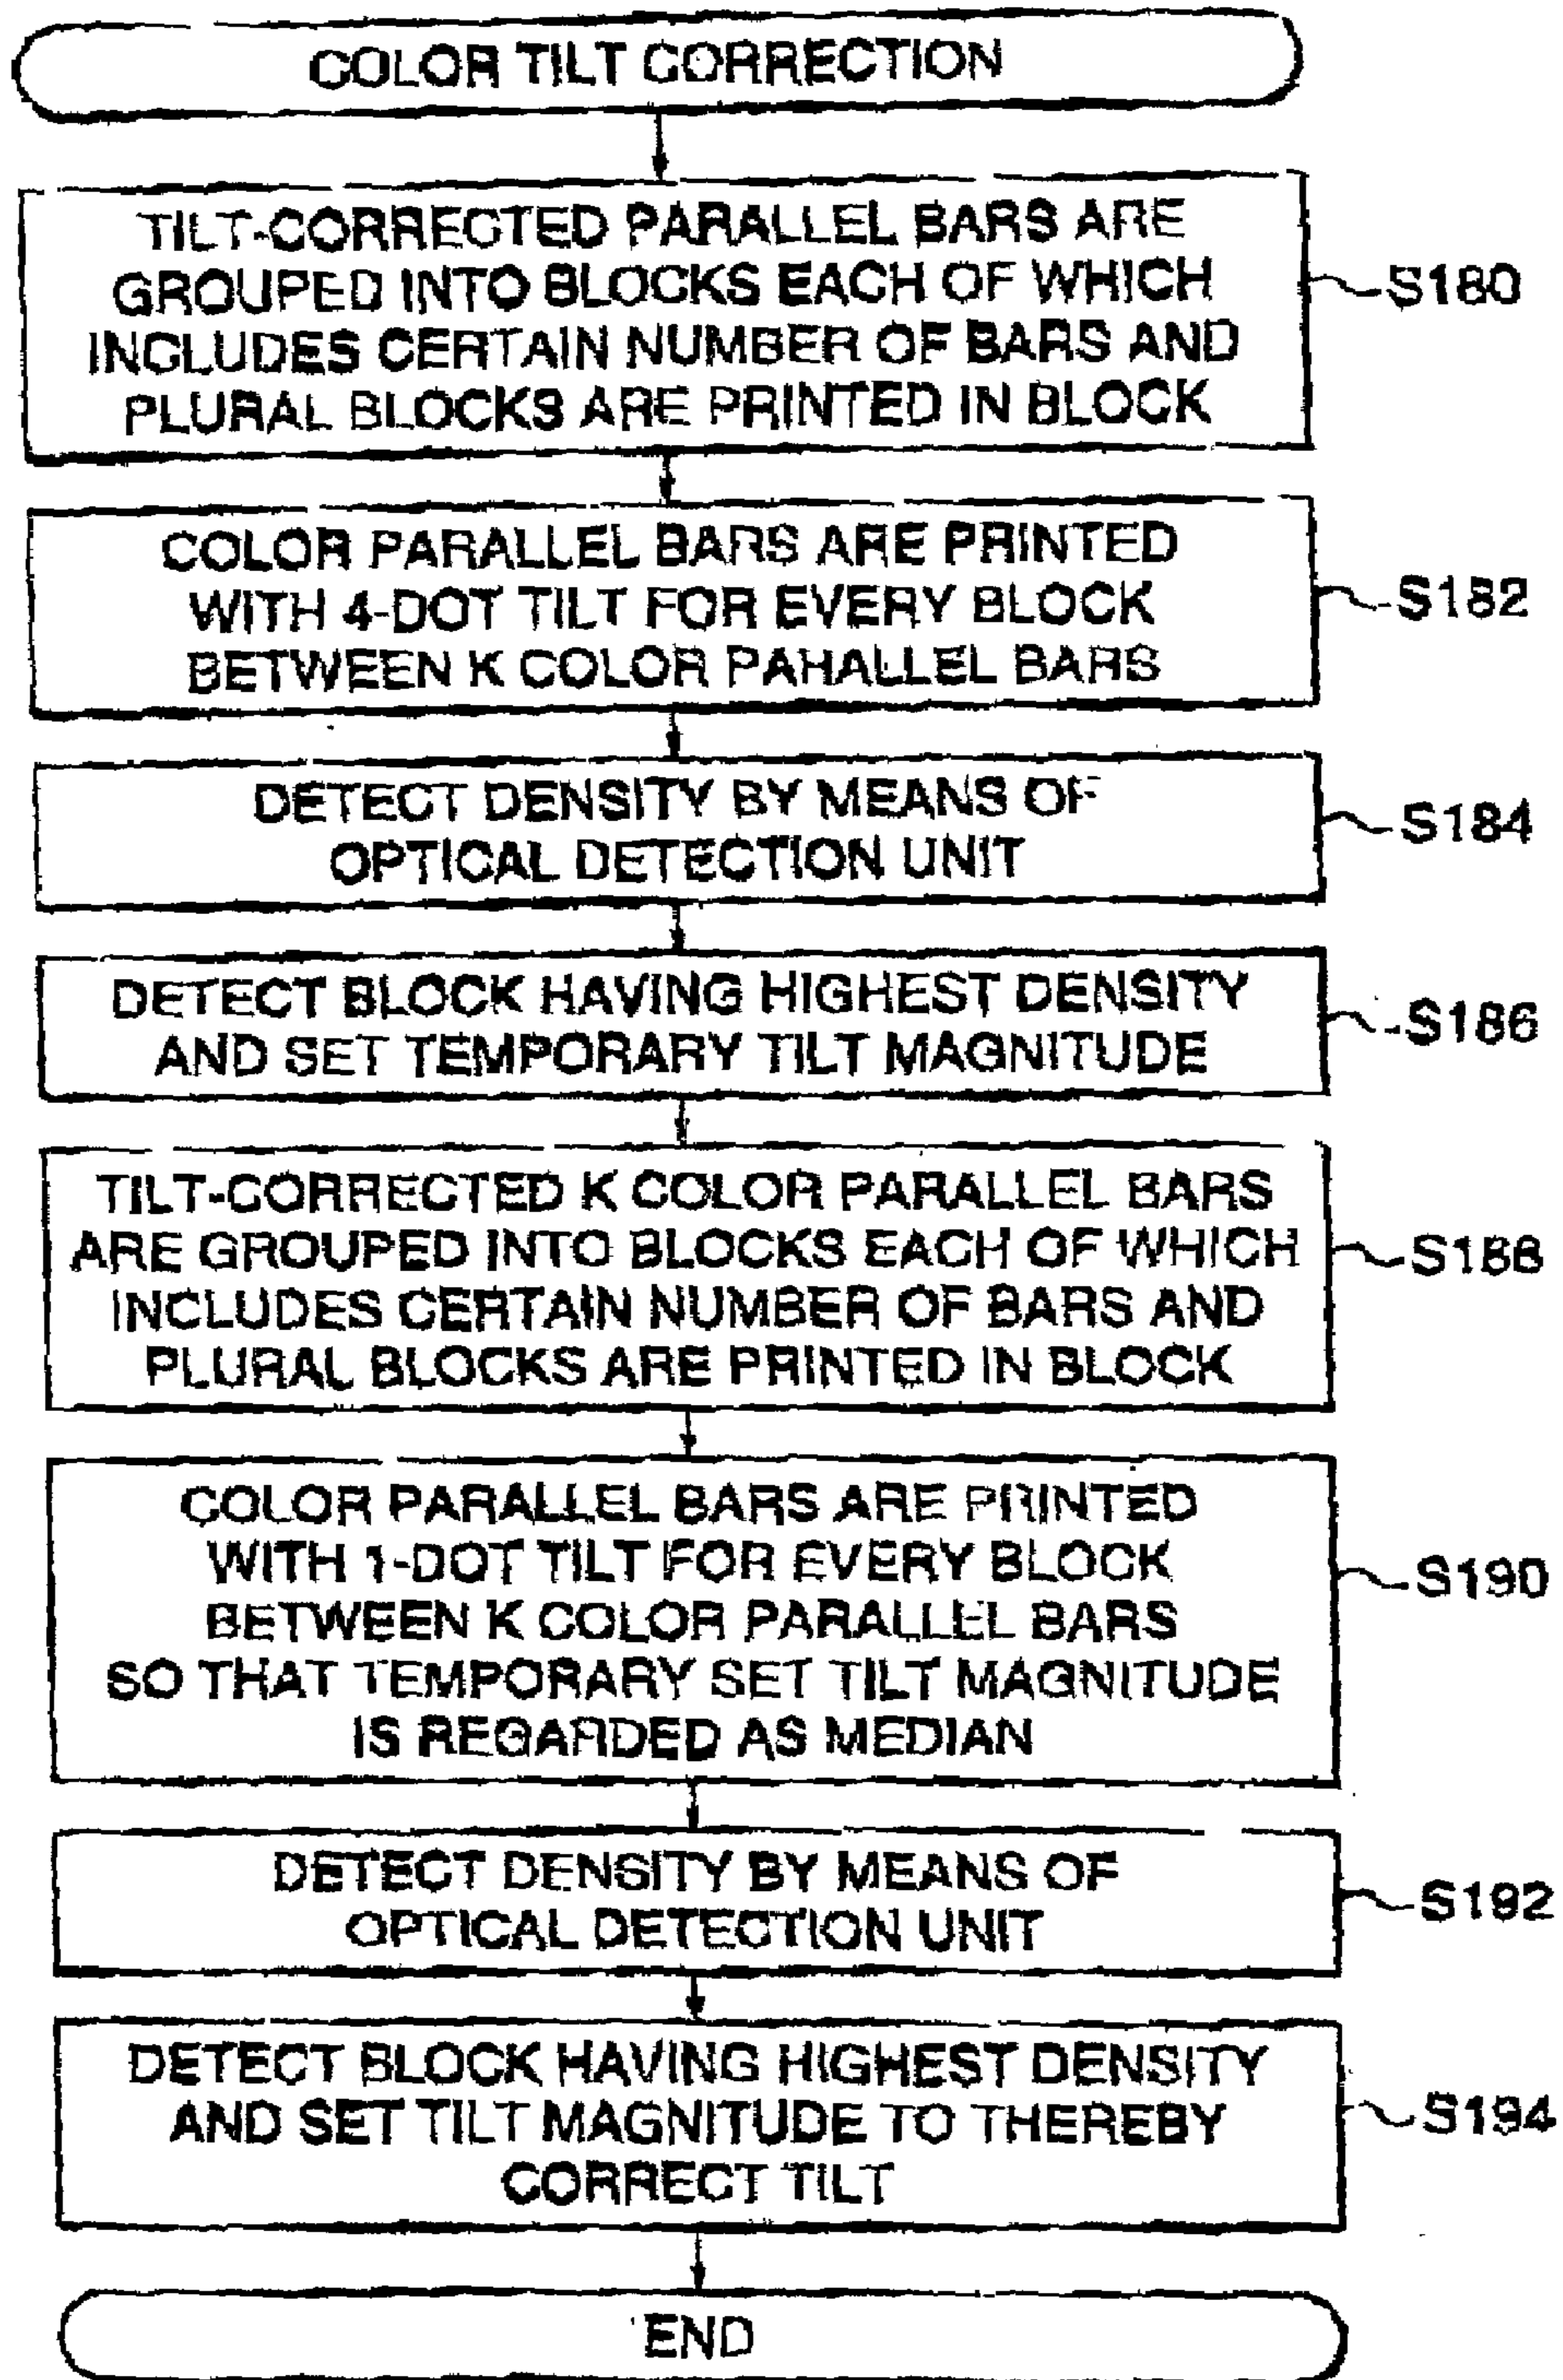 COLOR TILT CORRECTION
TILT-CORRECTED PARALLEL BARS ARE
GROUPED INTO BLOCKS EACH OF WHICH
INCLUDES CERTAIN NUMBER OF BARS AND
PLURAL BLOCKS ARE PRINTED IN BLOCK
S180
COLOR PARALLEL BARS ARE PRINTED
WITH 4-DOT TILT FOR EVERY BLOCK
BETWEEN K COLOR PARALLEL BARS
S182
DETECT DENSITY BY MEANS OF
OPTICAL DETECTION UNIT
S184
DETECT BLOCK HAVING HIGHEST DENSITY
AND SET TEMPORARY TILT MAGNITUDE
S186
TILT-CORRECTED K COLOR PARALLEL BARS
ARE GROUPED INTO BLOCKS EACH OF WHICH
INCLUDES CERTAIN NUMBER OF BARS AND
PLURAL BLOCKS ARE PRINTED IN BLOCK
S188
COLOR PARALLEL BARS ARE PRINTED
WITH 1-DOT TILT FOR EVERY BLOCK
BETWEEN K COLOR PARALLEL BARS
SO THAT TEMPORARY SET TILT MAGNITUDE
IS REGARDED AS MEDIAN
S190
DETECT DENSITY BY MEANS OF
OPTICAL DETECTION UNIT
S192
DETECT BLOCK HAVING HIGHEST DENSITY
AND SET TILT MAGNITUDE TO THEREBY
CORRECT TILT
S194
END